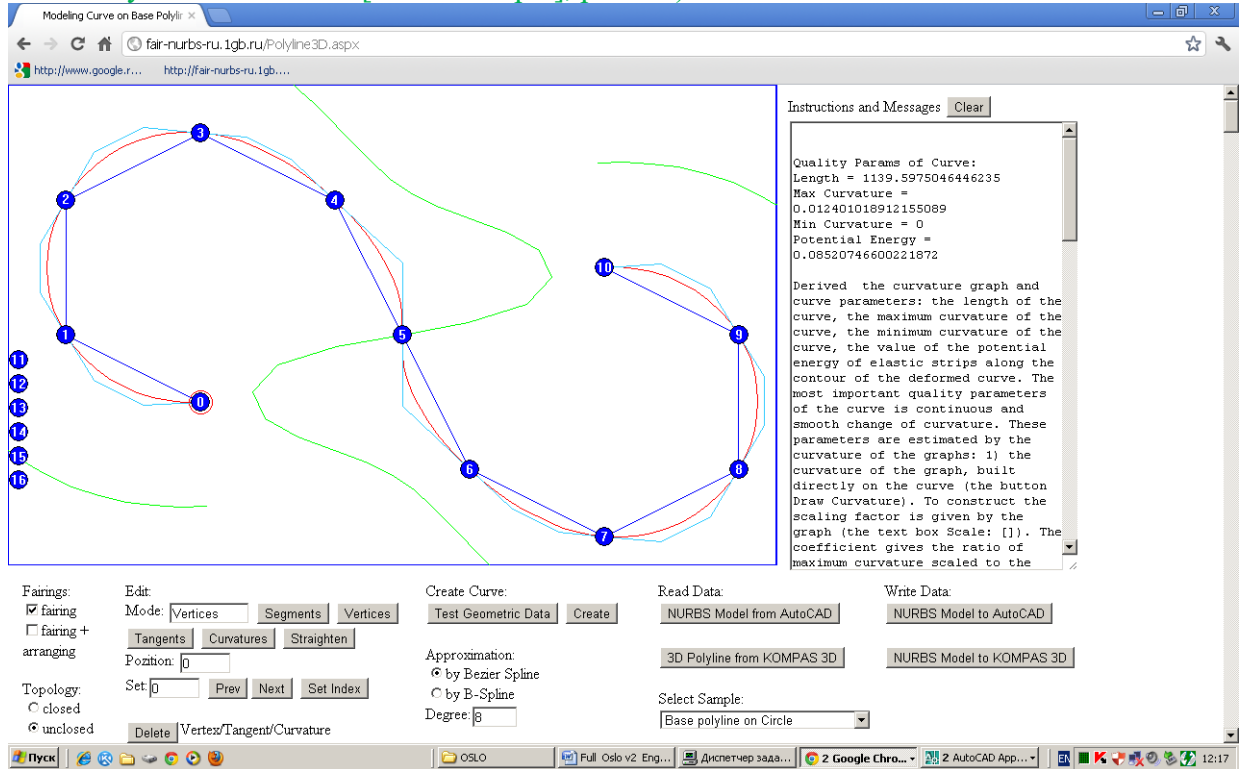 Modeling Curve on Base Polylin
fair-nurbs-ru.1gb.ru/Polyline3D.aspx
http://www.google.r... http://fair-nurbs-ru.1gb....
3
2
4
10
1
5
9
11
12
0
13
14
15
6
8
16
7
Instructions and Messages Clear
Quality Params of Curve:
Length = 1139.5975046446235
Max Curvature =
0.012401018912155089
Min Curvature = 0
Potential Energy =
0.08520746600221872
Derived the curvature graph and
curve parameters: the length of the
curve, the maximum curvature of the
curve, the minimum curvature of the
curve, the value of the potential
energy of elastic strips along the
contour of the deformed curve. The
most important quality parameters
of the curve is continuous and
smooth change of curvature. These
parameters are estimated by the
curvature of the graphs: 1) the
curvature of the graph, built
directly on the curve (the button
Draw Curvature). To construct the
scaling factor is given by the
graph (the text box Scale: []). The
coefficient gives the ratio of
maximum curvature scaled to the
Fairings:
fairing
fairing +
arranging
Topology:
closed
unclosed
Edit:
Mode: Vertices Segments Vertices
Tangents Curvatures Straighten
Pozition: 0
Set: 0 Prev Next Set Index
Delete Vertex/Tangent/Curvature
Create Curve:
Test Geometric Data Create
Approximation:
by Bezier Spline
by B-Spline
Degree: 8
Read Data:
NURBS Model from AutoCAD
3D Polyline from KOMPAS 3D
Select Sample:
Base polyline on Circle
Write Data:
NURBS Model to AutoCAD
NURBS Model to KOMPAS 3D
Пуск OSLO Full Oslo v2 Eng... Диспетчер зада... 2 Google Chro... 2 AutoCAD App... EN 12:17